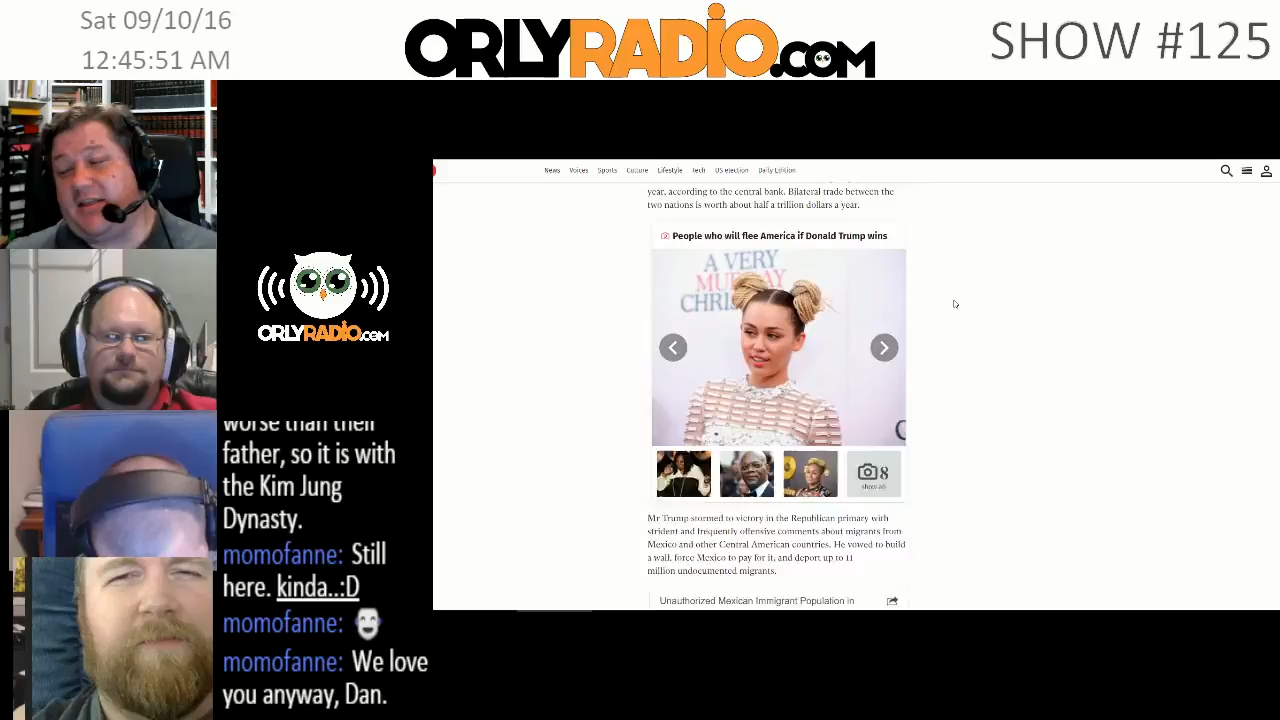 Sat 09/10/16
12:45:51 AM
ORLYRADIO.COM
SHOW #125
News Voices Sports Culture Lifestyle Tech US election Daily Edition
year, according to the central bank. Bilateral trade between the
two nations is worth about half a trillion dollars a year.
People who will flee America if Donald Trump wins
A VERY
MURRAY
CHRIS
8
show all
Mr Trump stormed to victory in the Republican primary with
strident and frequently offensive comments about migrants from
Mexico and other Central American countries. He vowed to build
a wall, force Mexico to pay for it, and deport up to 11
million undocumented migrants.
Unauthorized Mexican Immigrant Population in
ORLYRADIO.COM
worse than their
father, so it is with
the Kim Jung
Dynasty.
momofanne: Still
here. kinda..:D
momofanne:
momofanne: We love
you anyway, Dan.